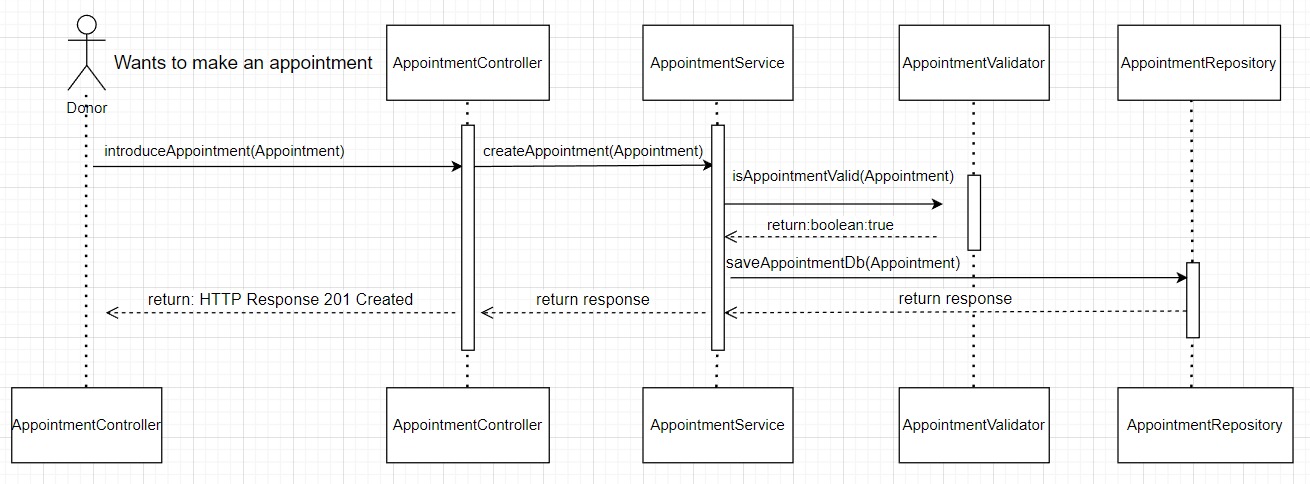 Wants to make an appointment
AppointmentController
AppointmentService
AppointmentValidator
AppointmentRepository
Donor
introduceAppointment(Appointment)
createAppointment(Appointment)
isAppointmentValid(Appointment)
return:boolean:true
saveAppointmentDb(Appointment)
return: HTTP Response 201 Created
return response
return response
AppointmentController
AppointmentController
AppointmentService
AppointmentValidator
AppointmentRepository